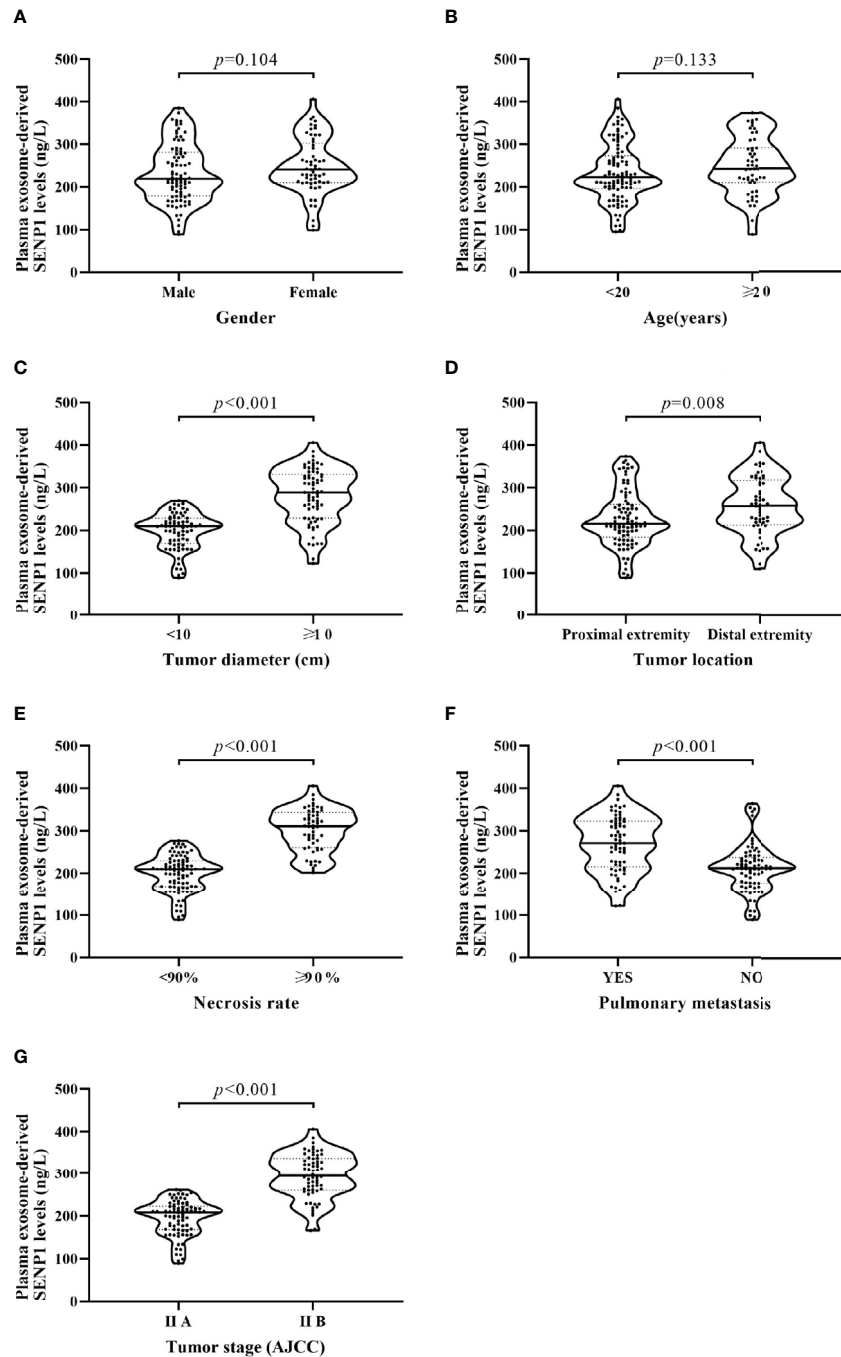 A
Plasma exosome-derived
SENP1 levels (ng/L)
500
400
300
200
100
0
p=0.104
Male
Female
Gender
B
Plasma exosome-derived
SENP1 levels (ng/L)
500
400
300
200
100
0
p=0.133
<20
≥20
Age(years)
C
Plasma exosome-derived
SENP1 levels (ng/L)
500
400
300
200
100
0
p<0.001
<10
≥10
Tumor diameter (cm)
D
Plasma exosome-derived
SENP1 levels (ng/L)
500
400
300
200
100
0
p=0.008
Proximal extremity
Distal extremity
Tumor location
E
Plasma exosome-derived
SENP1 levels (ng/L)
500
400
300
200
100
0
p<0.001
<90%
≥90%
Necrosis rate
F
Plasma exosome-derived
SENP1 levels (ng/L)
500
400
300
200
100
0
p<0.001
YES
NO
Pulmonary metastasis
G
Plasma exosome-derived
SENP1 levels (ng/L)
500
400
300
200
100
0
p<0.001
II A
II B
Tumor stage (AJCC)